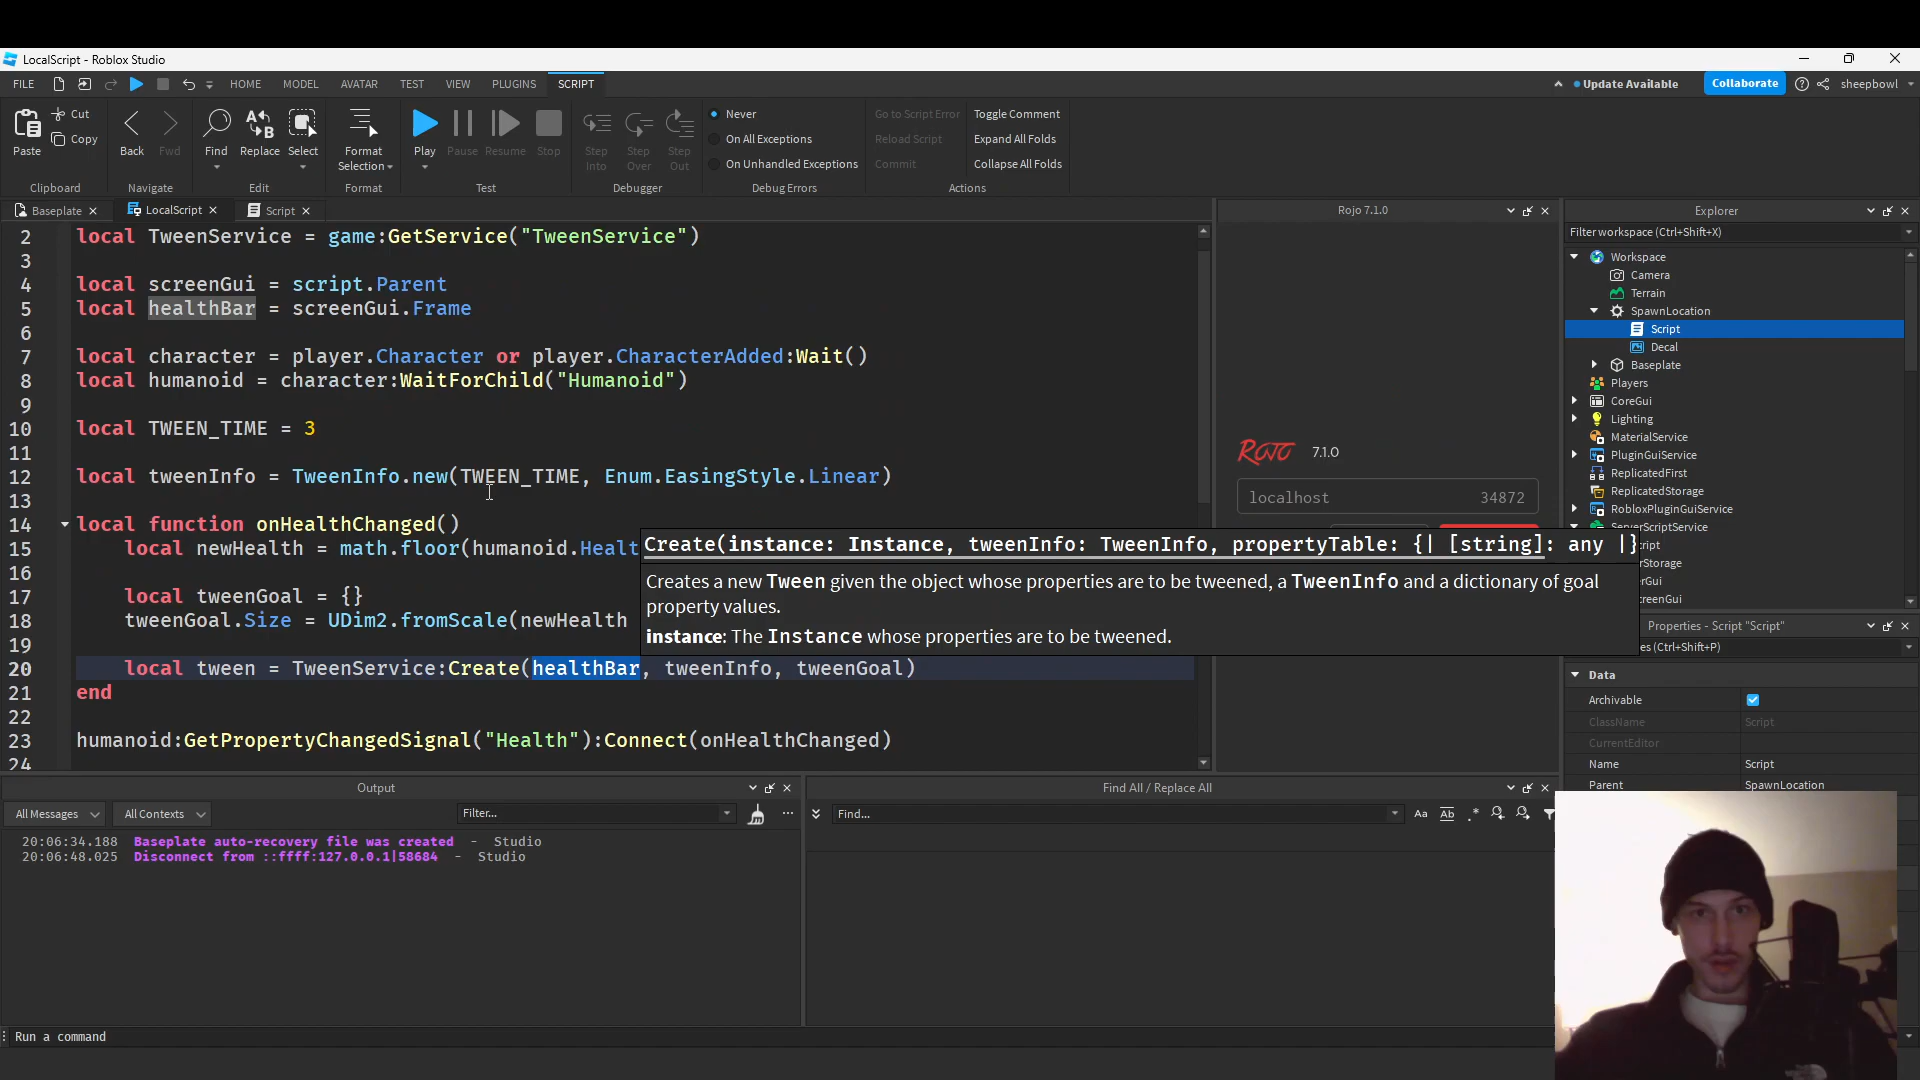 LocalScript - Roblox Studio
FILE HOME MODEL AVATAR TEST VIEW PLUGINS SCRIPT Update Available Collaborate sheepbowl
Paste Cut Copy Back Fwd Find Replace Select Format Selection Play Pause Resume Stop Step Into Step Over Step Out
Never Go to Script Error Toggle Comment
On All Exceptions Reload Script Expand All Folds
On Unhandled Exceptions Commit Collapse All Folds
Clipboard Navigate Edit Format Test Debugger Debug Errors Actions
Baseplate LocalScript Script
2 local TweenService = game:GetService("TweenService")
3
4 local screenGui = script.Parent
5 local healthBar = screenGui.Frame
6
7 local character = player.Character or player.CharacterAdded:Wait()
8 local humanoid = character:WaitForChild("Humanoid")
9
10 local TWEEN_TIME = 3
11
12 local tweenInfo = TweenInfo.new(TWEEN_TIME, Enum.EasingStyle.Linear)
13
14 local function onHealthChanged()
15 local newHealth = math.floor(humanoid.Healt
16
17 local tweenGoal = {}
18 tweenGoal.Size = UDim2.fromScale(newHealth
19
20 local tween = TweenService:Create(healthBar, tweenInfo, tweenGoal)
21 end
22
23 humanoid:GetPropertyChangedSignal("Health"):Connect(onHealthChanged)
24
Create(instance: Instance, tweenInfo: TweenInfo, propertyTable: {| [string]: any |}
Creates a new Tween given the object whose properties are to be tweened, a TweenInfo and a dictionary of goal
property values.
instance: The Instance whose properties are to be tweened.
Rojo 7.1.0
ROJO 7.1.0
localhost 34872
Explorer
Filter workspace (Ctrl+Shift+X)
Workspace
Camera
Terrain
SpawnLocation
Script
Decal
Baseplate
Players
CoreGui
Lighting
MaterialService
PluginGuiService
ReplicatedFirst
ReplicatedStorage
RobloxPluginGuiService
ServerScriptService
cript
rStorage
rGui
creenGui
Properties - Script "Script"
es (Ctrl+Shift+P)
Data
Archivable
ClassName Script
CurrentEditor
Name Script
Parent SpawnLocation
Output
All Messages All Contexts Filter...
20:06:34.188 Baseplate auto-recovery file was created - Studio
20:06:48.025 Disconnect from ::ffff:127.0.0.1|58684 - Studio
Find All / Replace All
Find... Aa Ab .*
Run a command